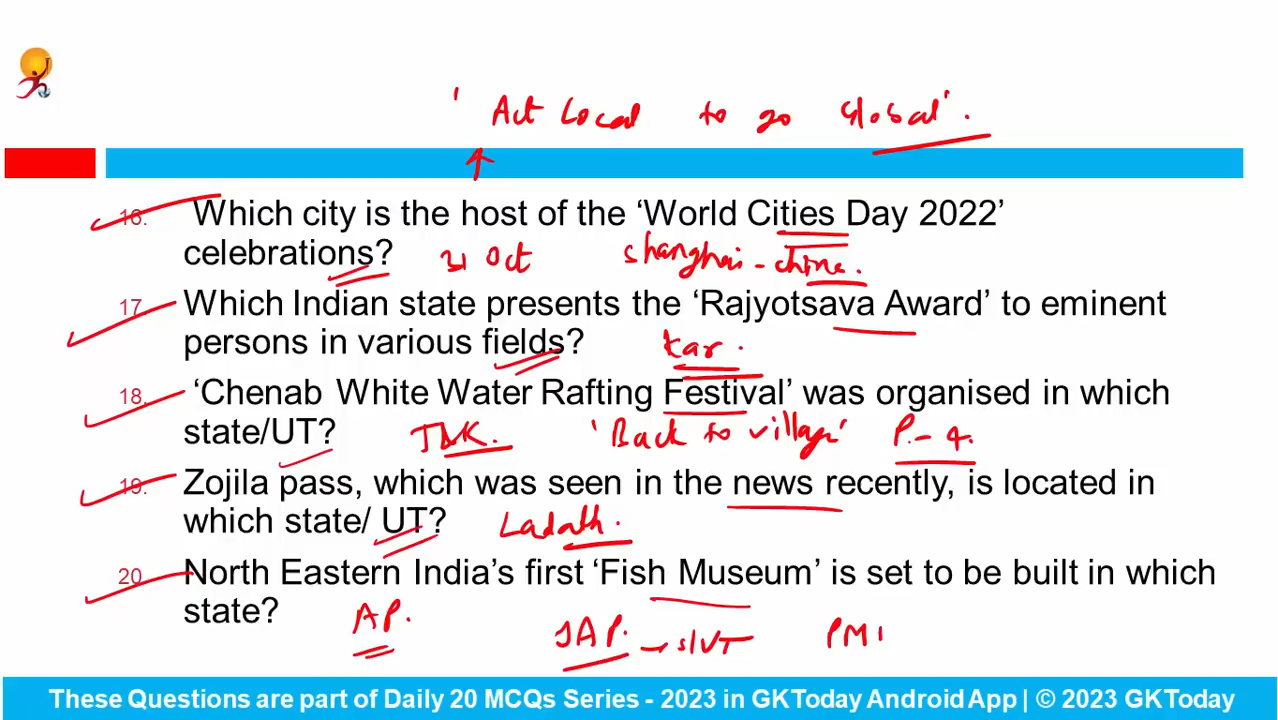 ' Act Local to go Global' .
16. Which city is the host of the ‘World Cities Day 2022’
celebrations? 31 Oct Shanghai - China.
17. Which Indian state presents the ‘Rajyotsava Award’ to eminent
persons in various fields? Kar .
18. ‘Chenab White Water Rafting Festival’ was organised in which
state/UT? J&K. 'Back to village' P - 4.
19. Zojila pass, which was seen in the news recently, is located in
which state/ UT? Ladakh.
20. North Eastern India’s first ‘Fish Museum’ is set to be built in which
state? AP. IAP. → S/UT PM
These Questions are part of Daily 20 MCQs Series - 2023 in GKToday Android App | © 2023 GKToday